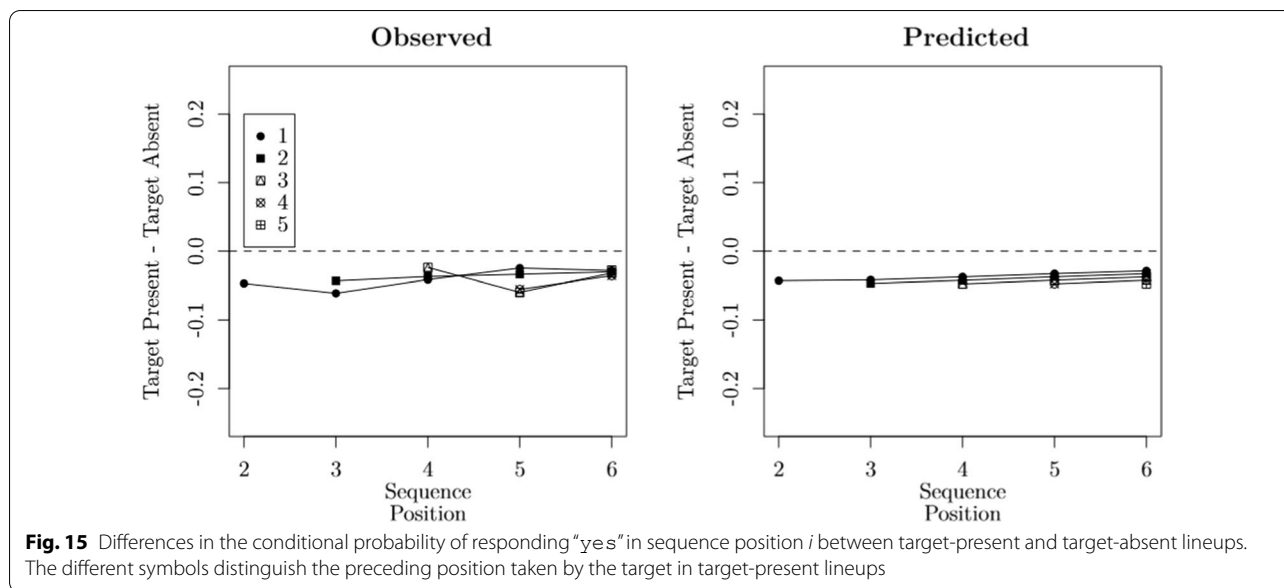 Observed
Target Present - Target Absent
0.2
0.1
0.0
-0.1
-0.2
1
2
3
4
5
2 3 4 5 6
Sequence
Position
Predicted
Target Present - Target Absent
0.2
0.1
0.0
-0.1
-0.2
2 3 4 5 6
Sequence
Position
Fig. 15 Differences in the conditional probability of responding "yes" in sequence position i between target-present and target-absent lineups.
The different symbols distinguish the preceding position taken by the target in target-present lineups